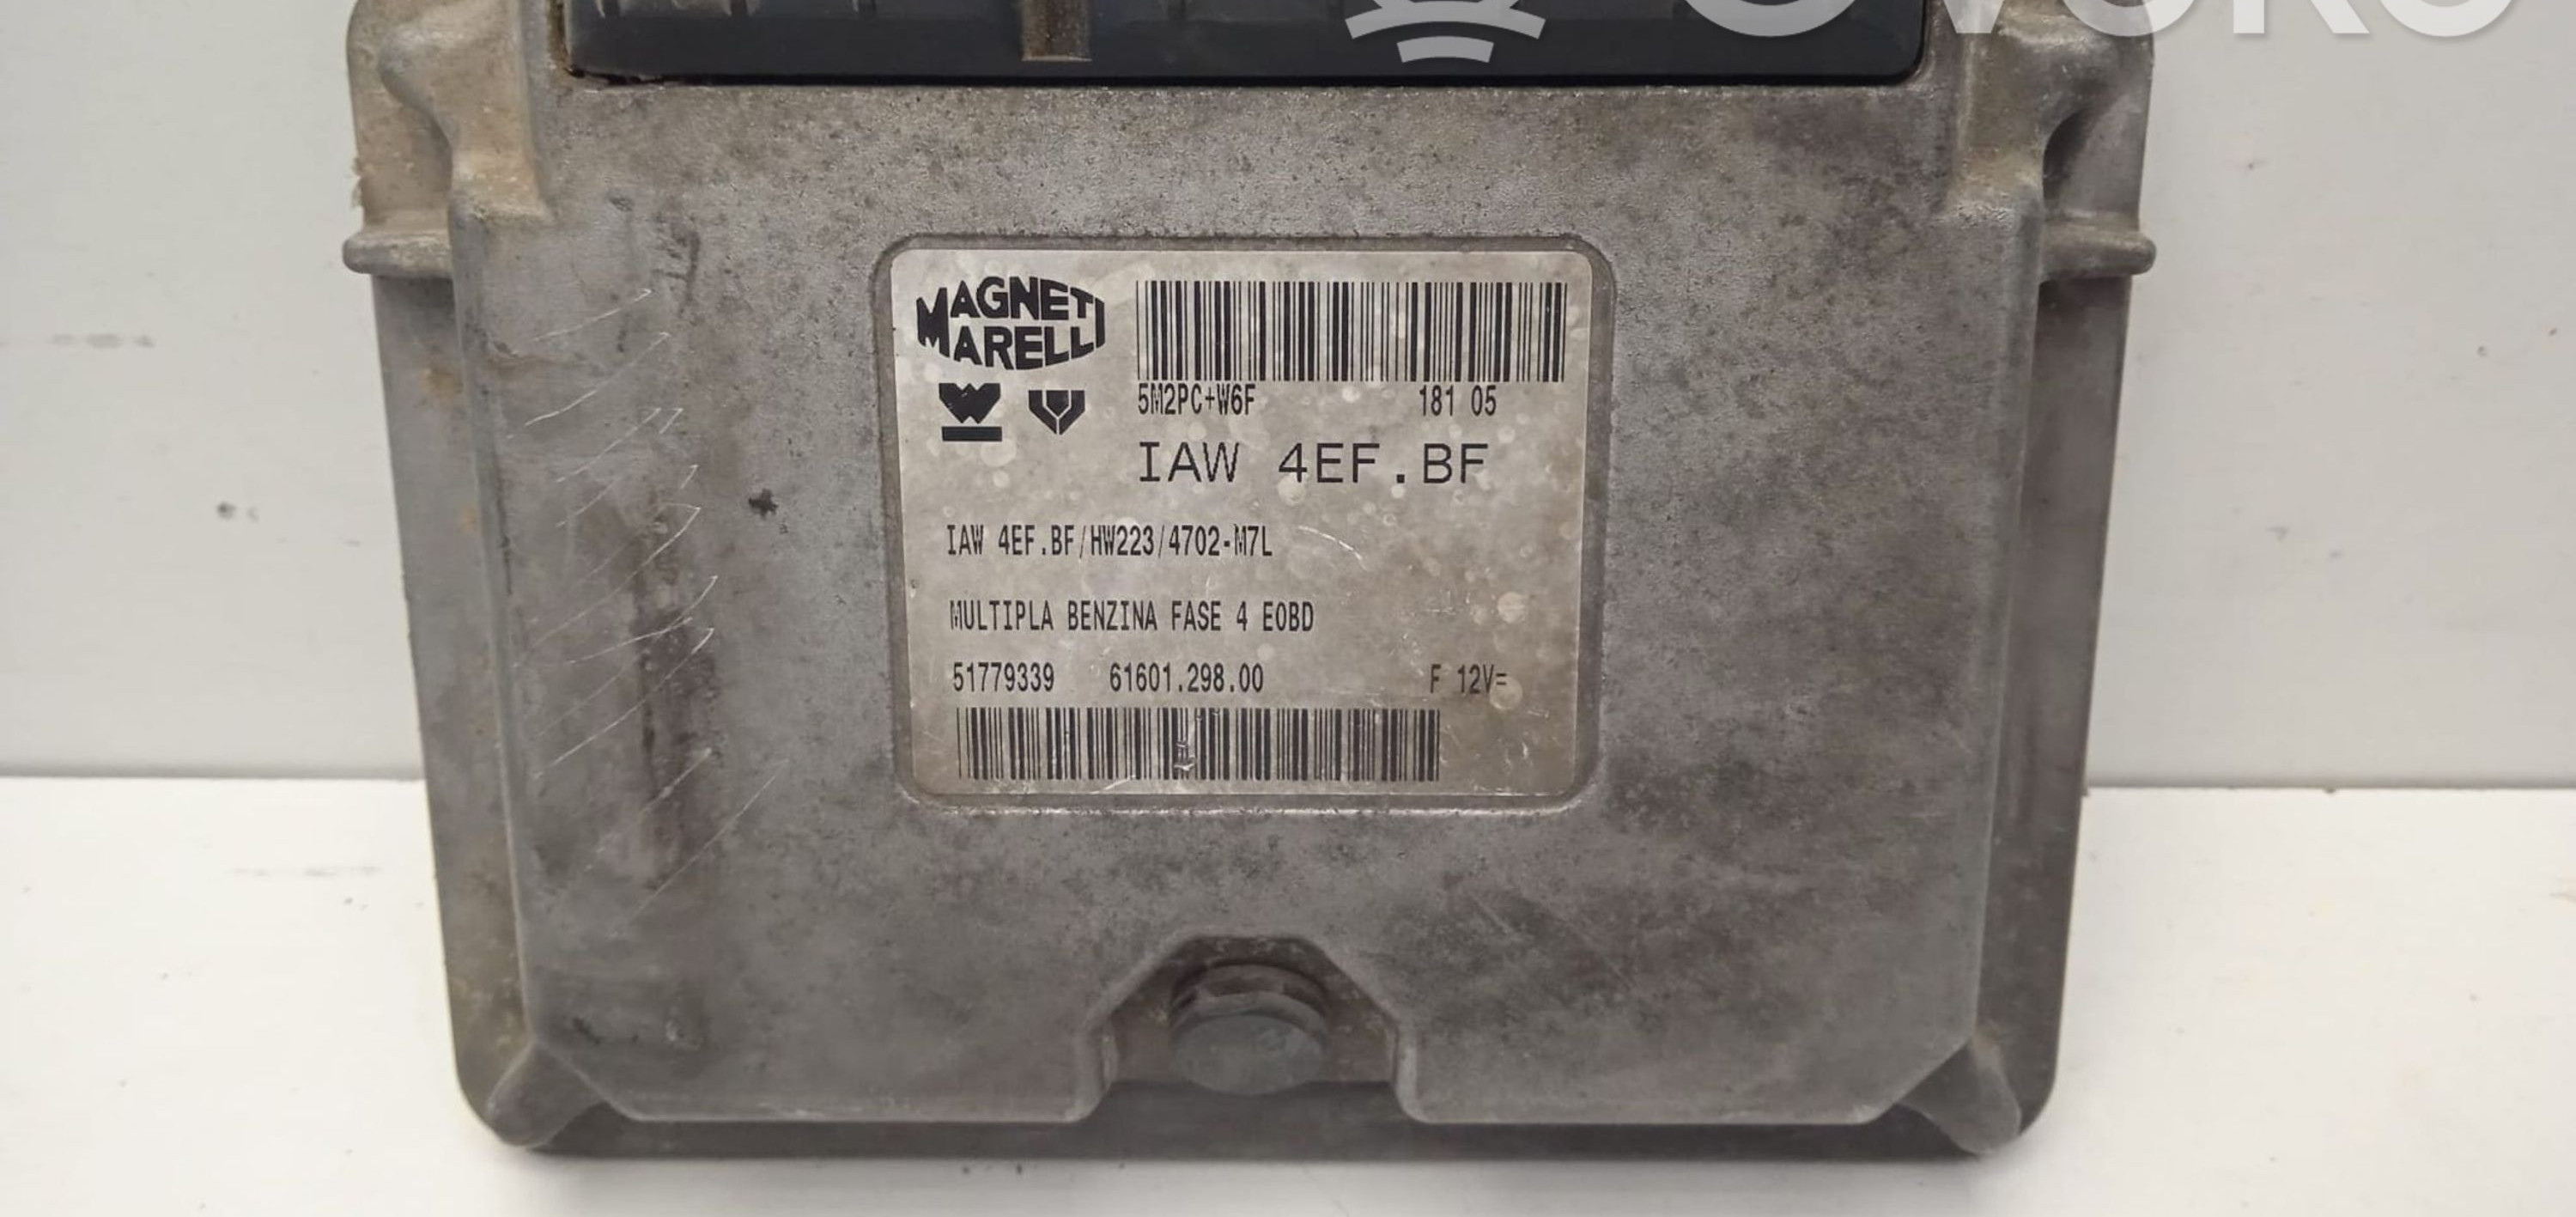 OVOKO
MAGNETI
MARELLI
5M2PC+W6F 181 05
IAW 4EF.BF
IAW 4EF.BF/HW223/4702-M7L
MULTIPLA BENZINA FASE 4 EOBD
51779339 61601.298.00 F 12V=